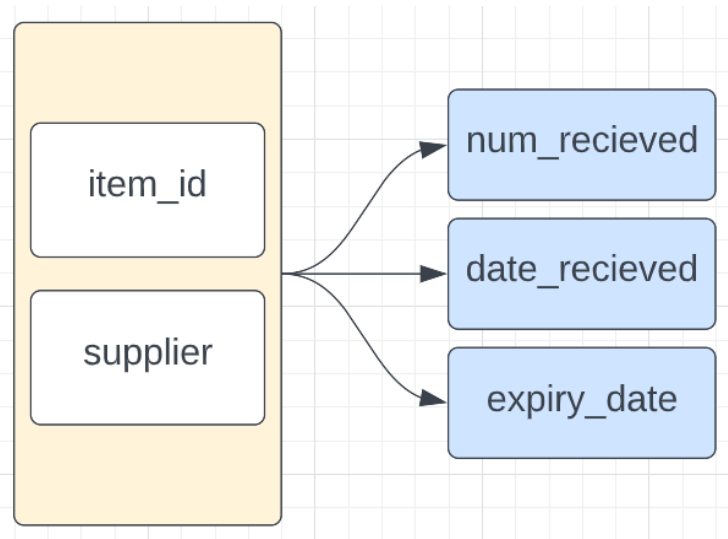 item_id
supplier
num_recieved
date_recieved
expiry_date